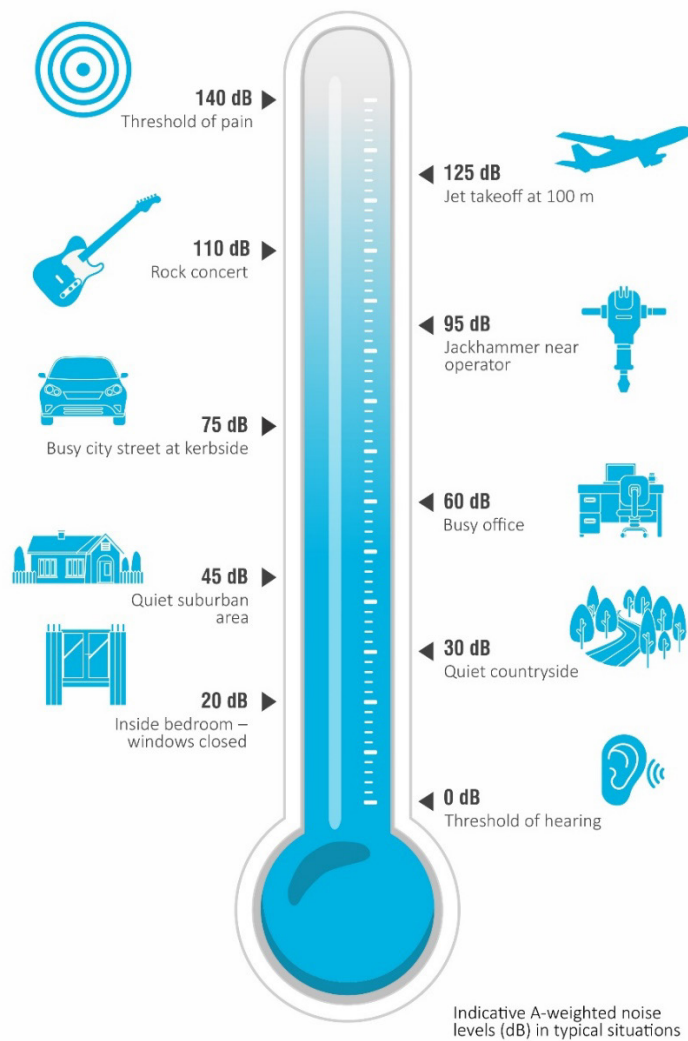 140 dB
Threshold of pain
125 dB
Jet takeoff at 100 m
110 dB
Rock concert
95 dB
Jackhammer near
operator
75 dB
Busy city street at kerbside
60 dB
Busy office
45 dB
Quiet suburban
area
30 dB
Quiet countryside
20 dB
Inside bedroom –
windows closed
0 dB
Threshold of hearing
Indicative A-weighted noise
levels (dB) in typical situations